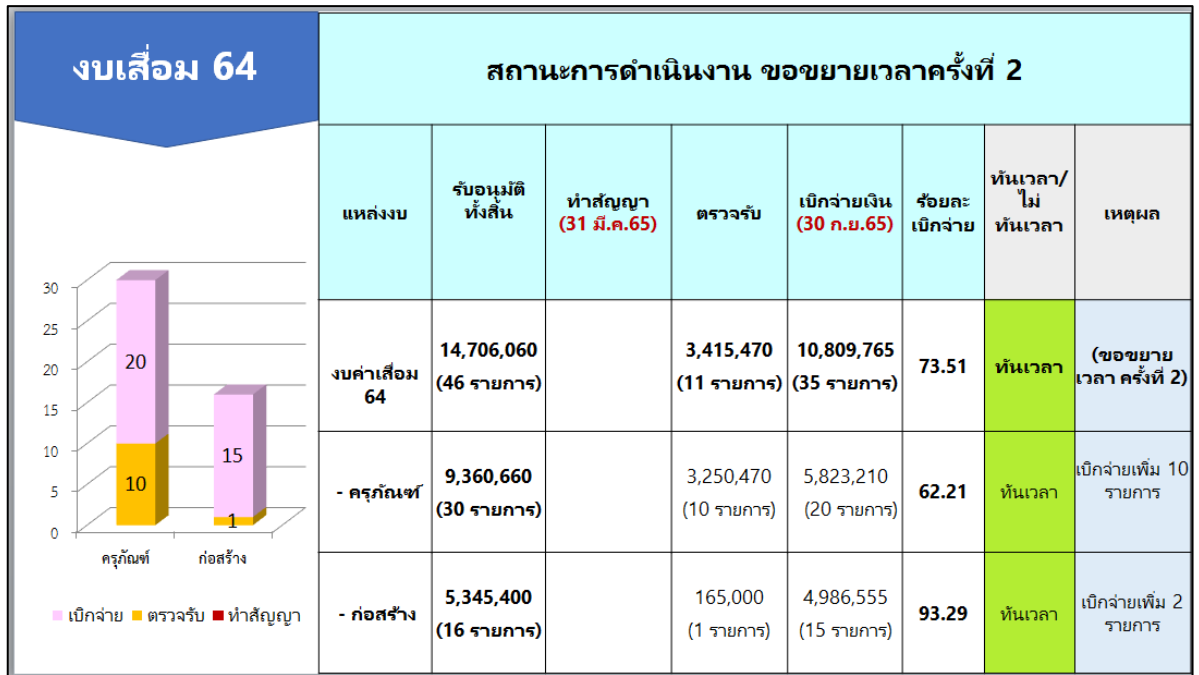 งบเสื่อม 64
สถานะการดำเนินงาน ขอขยายเวลาครั้งที่ 2
แหล่งงบ
รับอนุมัติ
ทั้งสิ้น
ทำสัญญา
(31 มี.ค.65)
ตรวจรับ
เบิกจ่ายเงิน
(30 ก.ย.65)
ร้อยละ
เบิกจ่าย
ทันเวลา/
ไม่
ทันเวลา
เหตุผล
งบค่าเสื่อม
64
14,706,060
(46 รายการ)
3,415,470
(11 รายการ)
10,809,765
(35 รายการ)
73.51
ทันเวลา
(ขอขยาย
เวลา ครั้งที่ 2)
- ครุภัณฑ์
9,360,660
(30 รายการ)
3,250,470
(10 รายการ)
5,823,210
(20 รายการ)
62.21
ทันเวลา
เบิกจ่ายเพิ่ม 10
รายการ
- ก่อสร้าง
5,345,400
(16 รายการ)
165,000
(1 รายการ)
4,986,555
(15 รายการ)
93.29
ทันเวลา
เบิกจ่ายเพิ่ม 2
รายการ
30
25
20
15
10
5
0
20
10
15
1
ครุภัณฑ์ ก่อสร้าง
เบิกจ่าย ตรวจรับ ทำสัญญา